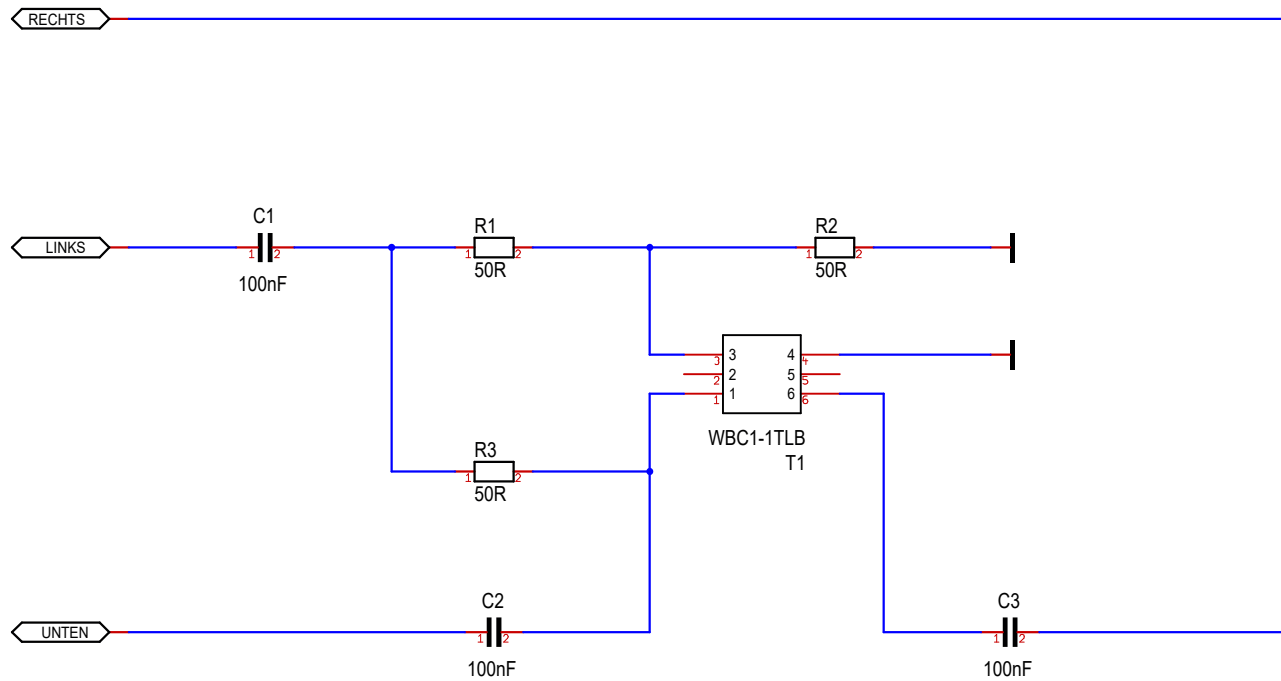 RECHTS
C1
R1
R2
LINKS
1 2
1 2
1 2
100nF
50R
50R
3 3 4 4
2 2 5 5
1 1 6 6
WBC1-1TLB
T1
R3
1 2
50R
C2
C3
UNTEN
1 2
1 2
100nF
100nF